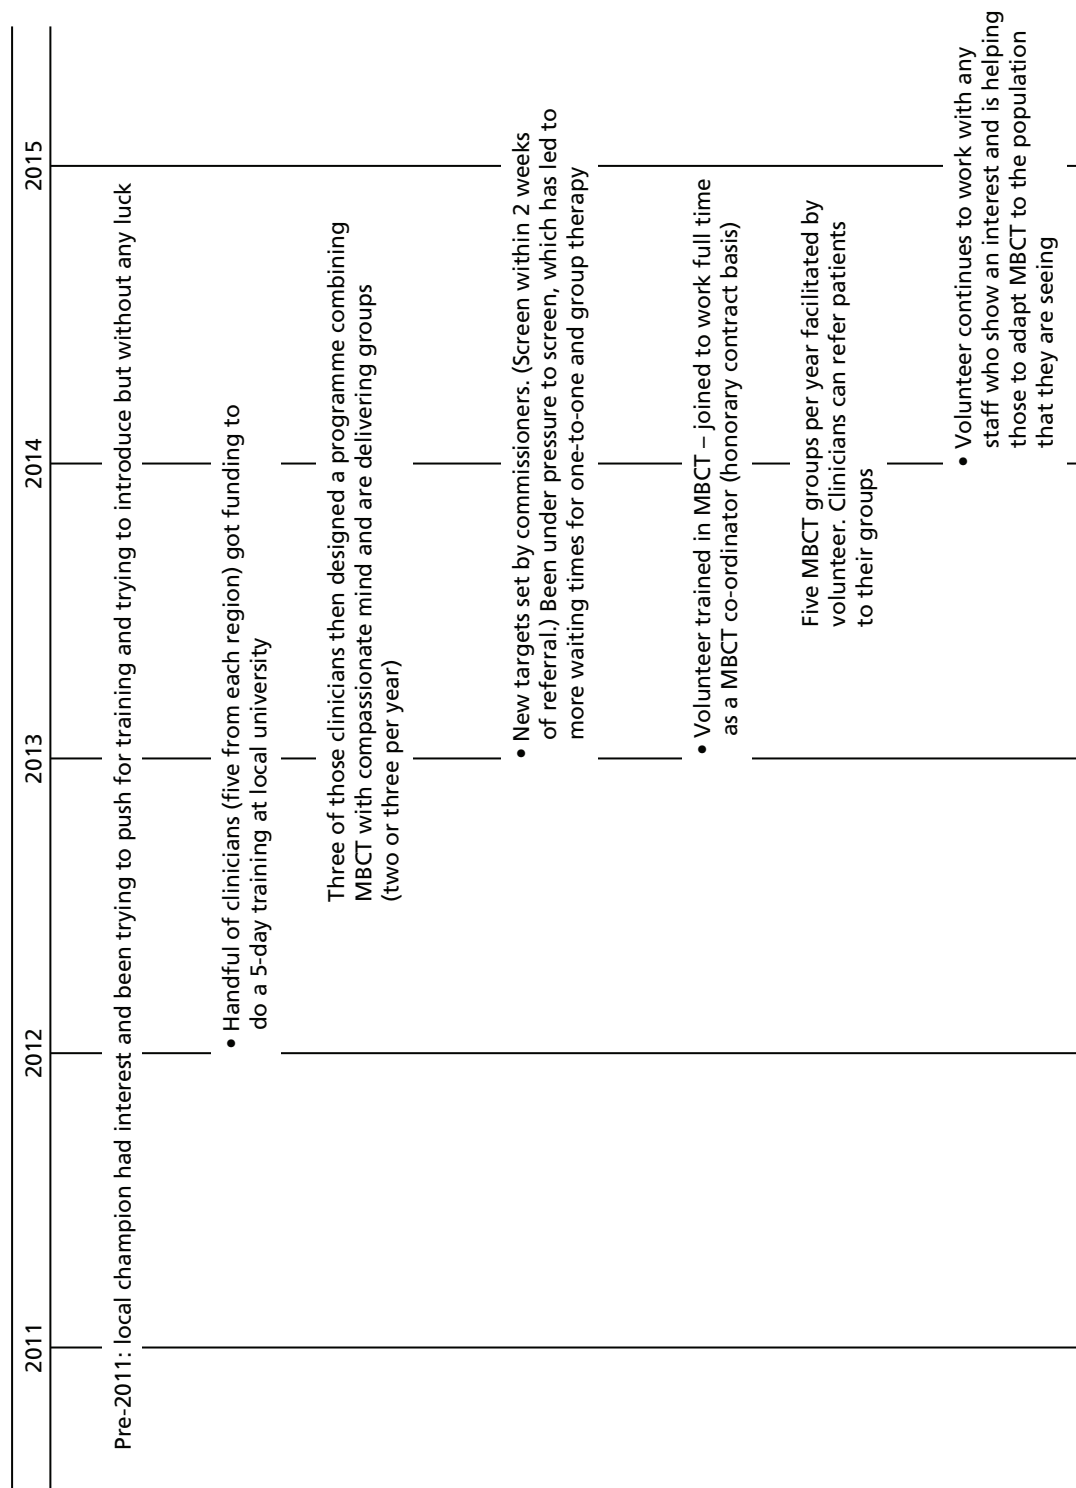 2011
2012
2013
2014
2015
Pre-2011: local champion had interest and been trying to push for training and trying to introduce but without any luck
• Handful of clinicians (five from each region) got funding to
do a 5-day training at local university
Three of those clinicians then designed a programme combining
MBCT with compassionate mind and are delivering groups
(two or three per year)
• New targets set by commissioners. (Screen within 2 weeks
of referral.) Been under pressure to screen, which has led to
more waiting times for one-to-one and group therapy
• Volunteer trained in MBCT – joined to work full time
as a MBCT co-ordinator (honorary contract basis)
Five MBCT groups per year facilitated by
volunteer. Clinicians can refer patients
to their groups
• Volunteer continues to work with any
staff who show an interest and is helping
those to adapt MBCT to the population
that they are seeing